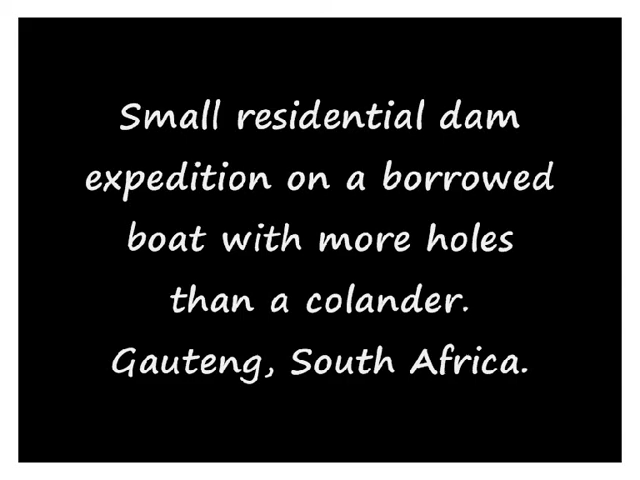 Small residential dam
expedition on a borrowed
boat with more holes
than a colander.
Gauteng, South Africa.